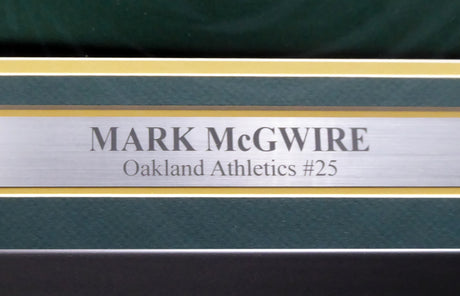 MARK McGWIRE
Oakland Athletics #25